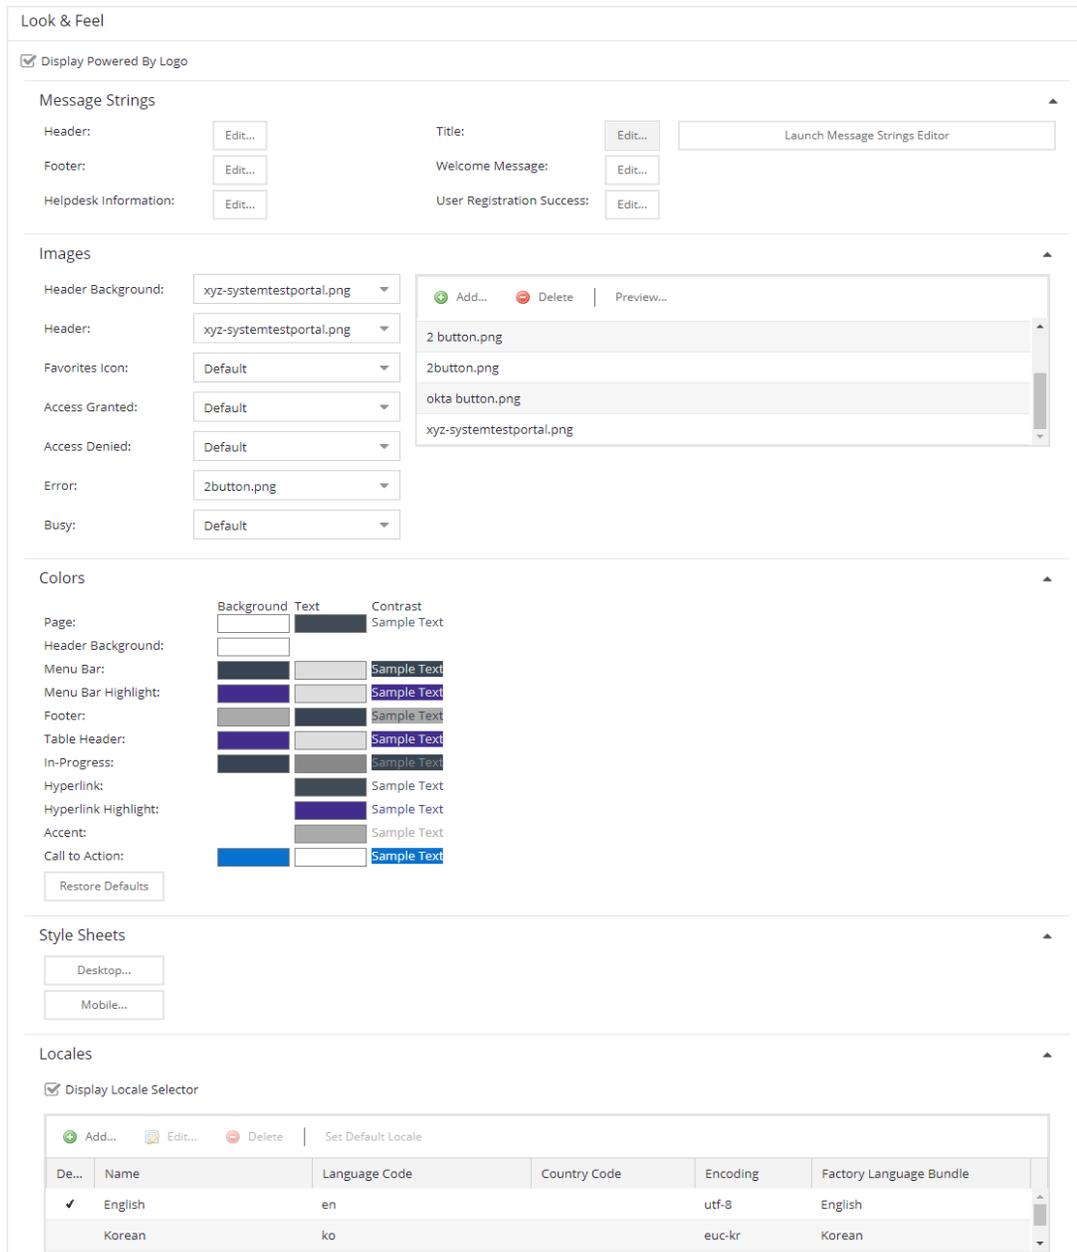 Look & Feel
Display Powered By Logo
Message Strings
Header: Edit... Title: Edit... Launch Message Strings Editor
Footer: Edit... Welcome Message: Edit...
Helpdesk Information: Edit... User Registration Success: Edit...
Images
Header Background: xyz-systemtestportal.png Add... Delete Preview...
Header: xyz-systemtestportal.png 2 button.png
Favorites Icon: Default 2button.png
Access Granted: Default okta button.png
Access Denied: Default xyz-systemtestportal.png
Error: 2button.png
Busy: Default
Colors
Background Text Contrast
Page: Sample Text
Header Background:
Menu Bar: Sample Text
Menu Bar Highlight: Sample Text
Footer: Sample Text
Table Header: Sample Text
In-Progress: Sample Text
Hyperlink: Sample Text
Hyperlink Highlight: Sample Text
Accent: Sample Text
Call to Action: Sample Text
Restore Defaults
Style Sheets
Desktop...
Mobile...
Locales
Display Locale Selector
Add... Edit... Delete Set Default Locale
De... Name Language Code Country Code Encoding Factory Language Bundle
English en utf-8 English
Korean ko euc-kr Korean